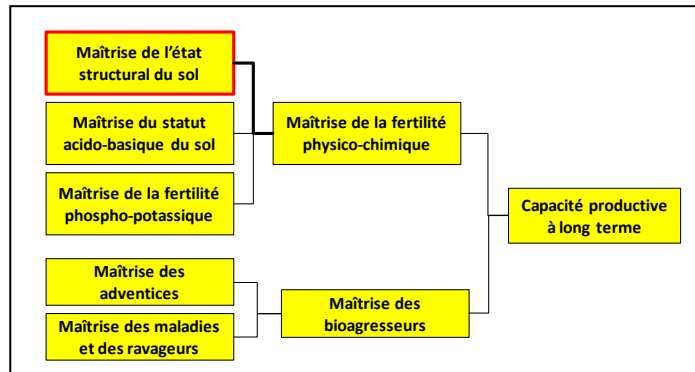 Maîtrise de l'état
structural du sol
Maîtrise du statut
acido-basique du sol
Maîtrise de la fertilité
phospho-potassique
Maîtrise de la fertilité
physico-chimique
Maîtrise des
adventices
Maîtrise des maladies
et des ravageurs
Maîtrise des
bioagresseurs
Capacité productive
à long terme